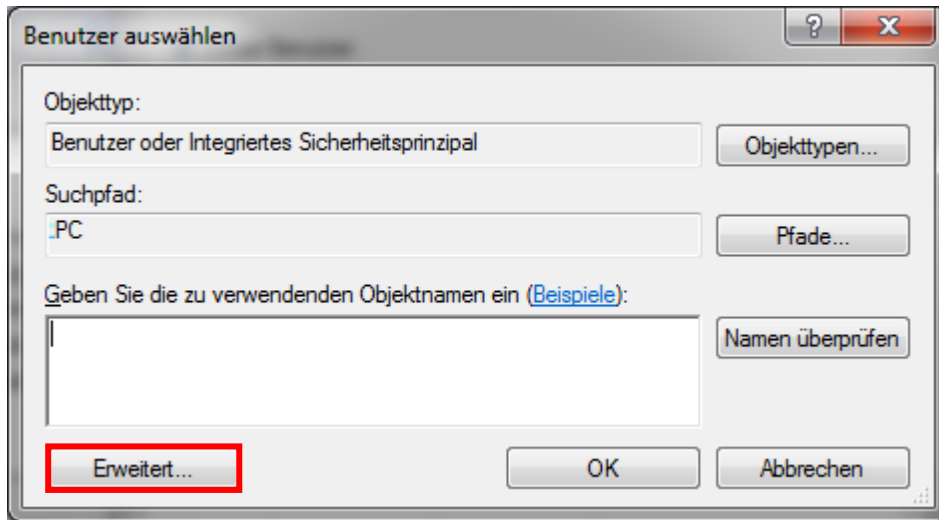 Benutzer auswählen
Objekttyp:
Benutzer oder Integriertes Sicherheitsprinzipal
Objekttypen...
Suchpfad:
PC
Pfade...
Geben Sie die zu verwendenden Objektnamen ein (Beispiele):
Namen überprüfen
Erweitert...
OK
Abbrechen